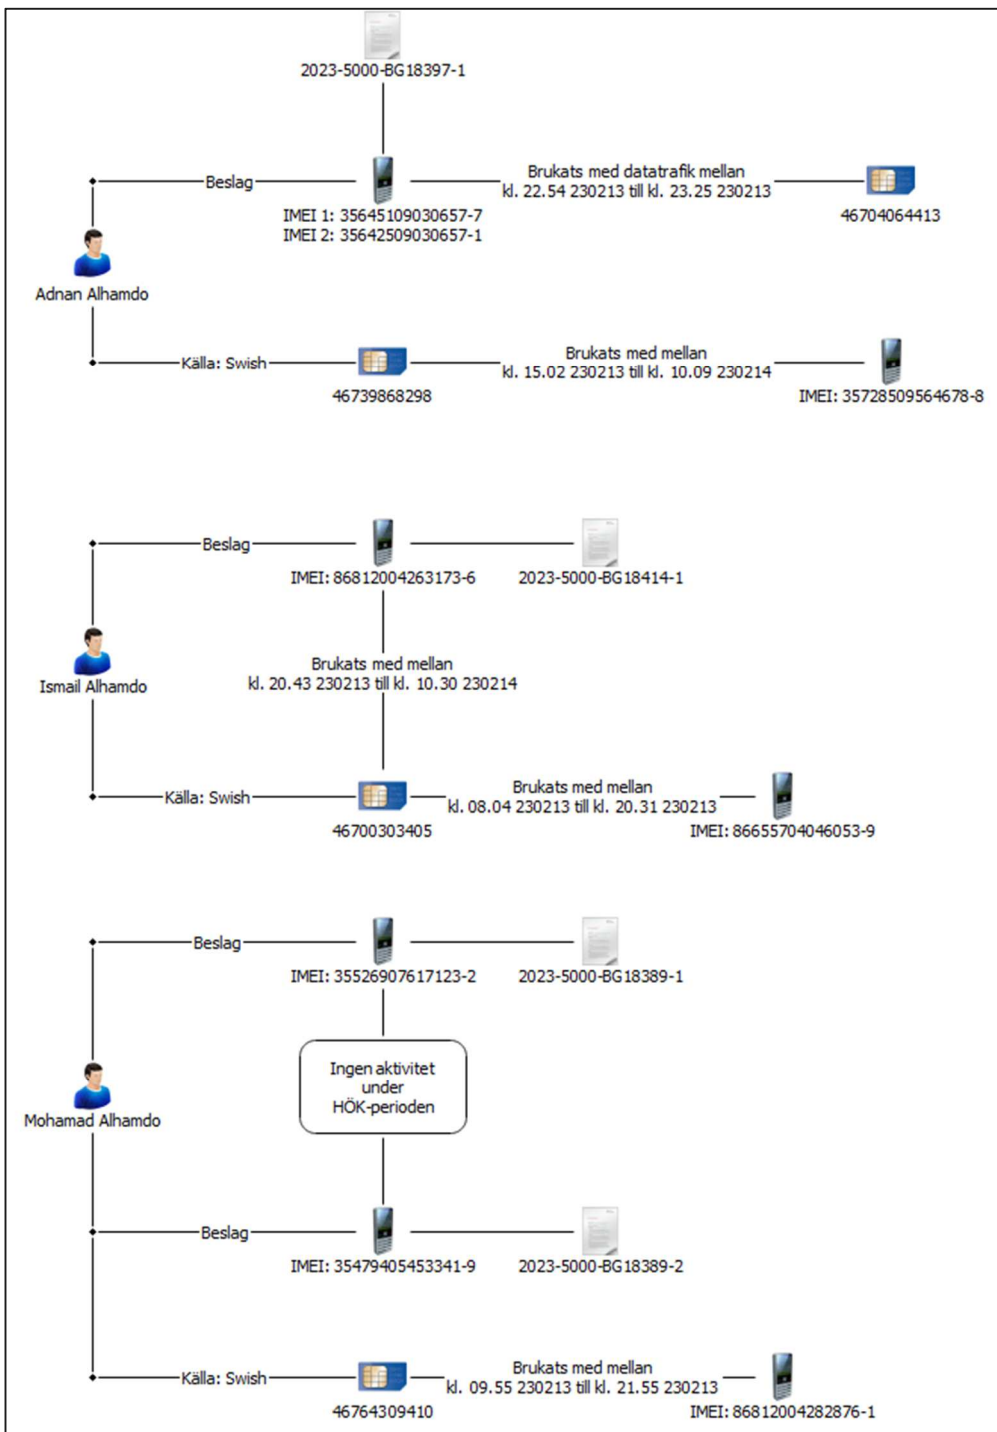 2023-5000-BG18397-1
Beslag
Brukats med datatrafik mellan
kl. 22.54 230213 till kl. 23.25 230213
IMEI 1: 35645109030657-7
IMEI 2: 35642509030657-1
46704064413
Adnan Alhamdo
Källa: Swish
Brukats med mellan
kl. 15.02 230213 till kl. 10.09 230214
46739868298
IMEI: 35728509564678-8
Beslag
IMEI: 86812004263173-6
2023-5000-BG18414-1
Brukats med mellan
kl. 20.43 230213 till kl. 10.30 230214
Ismail Alhamdo
Källa: Swish
Brukats med mellan
kl. 08.04 230213 till kl. 20.31 230213
46700303405
IMEI: 86655704046053-9
Beslag
IMEI: 35526907617123-2
2023-5000-BG18389-1
Ingen aktivitet
under
HÖK-perioden
Mohamad Alhamdo
Beslag
IMEI: 35479405453341-9
2023-5000-BG18389-2
Källa: Swish
Brukats med mellan
kl. 09.55 230213 till kl. 21.55 230213
46764309410
IMEI: 86812004282876-1